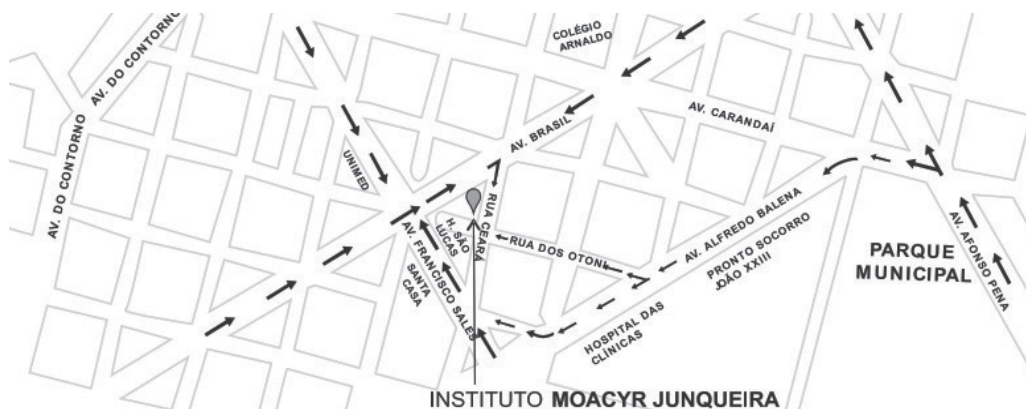 AV. DO CONTORNO
AV. DO CONTORNO
COLÉGIO
ARNALDO
AV. BRASIL
AV. CARANDAÍ
UNIMED
H. SÃO
LUCAS
RUA CEARÁ
RUA DOS OTONI
AV. ALFREDO BALENA
PRONTO SOCORRO
JOÃO XXIII
PARQUE
MUNICIPAL
AV. AFONSO PENA
AV. FRANCISCO SALES
SANTA
CASA
HOSPITAL DAS
CLÍNICAS
INSTITUTO MOACYR JUNQUEIRA